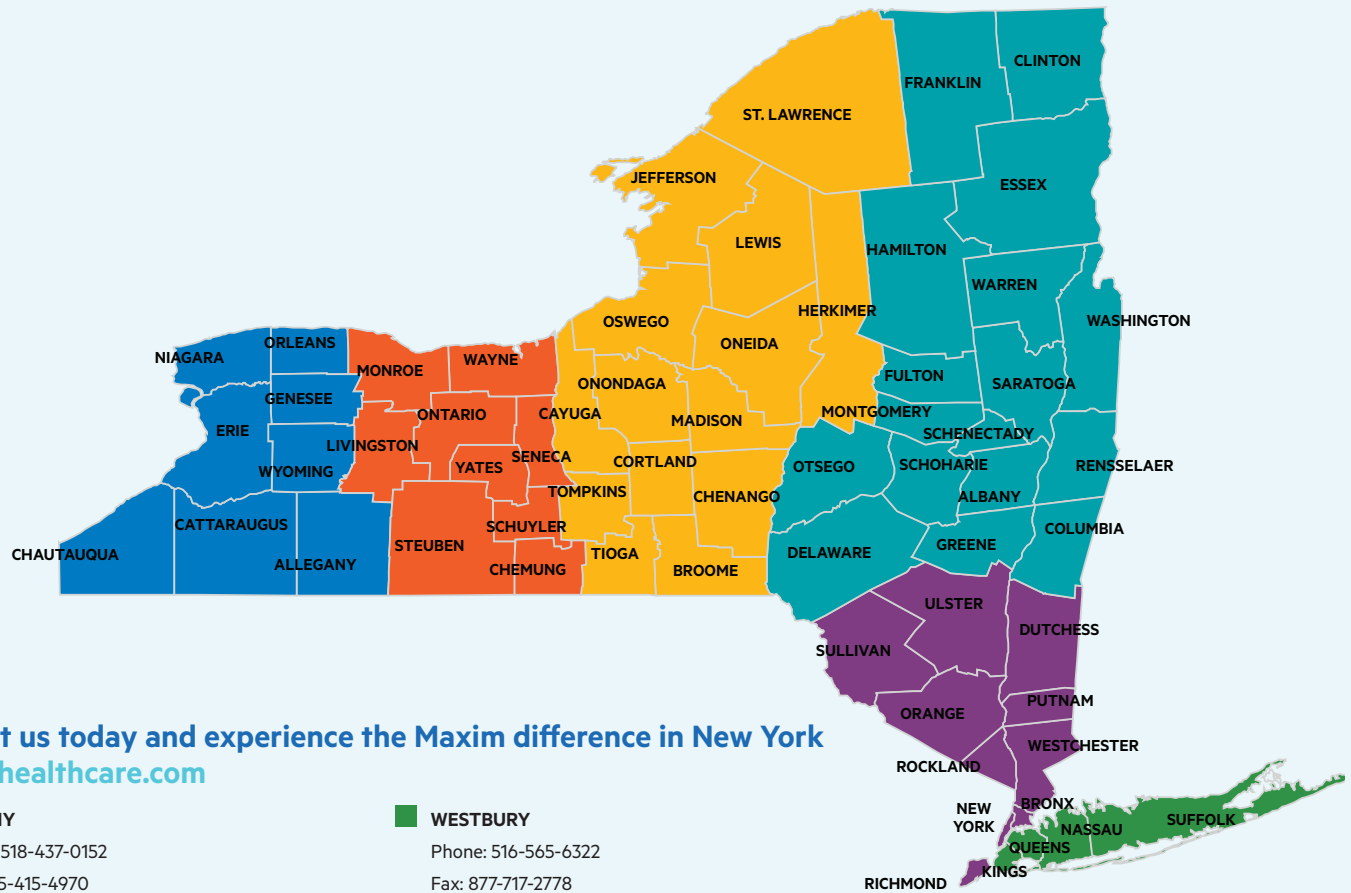 CLINTON
FRANKLIN
ST. LAWRENCE
JEFFERSON
ESSEX
LEWIS
HAMILTON
WARREN
HERKIMER
WASHINGTON
OSWEGO
ONEIDA
ORLEANS
NIAGARA
WAYNE
MONROE
FULTON
ONONDAGA
SARATOGA
GENESEE
CAYUGA
ONTARIO
MADISON
MONTGOMERY
ERIE
SCHENECTADY
LIVINGSTON
SENECA
CORTLAND
YATES
WYOMING
OTSEGO
SCHOHARIE
RENSSELAER
TOMPKINS
CHENANGO
ALBANY
CATTARAUGUS
SCHUYLER
COLUMBIA
STEUBEN
GREENE
CHAUTAUQUA
TIOGA
DELAWARE
ALLEGANY
CHEMUNG
BROOME
ULSTER
DUTCHESS
SULLIVAN
PUTNAM
ORANGE
WESTCHESTER
ROCKLAND
BRONX
NEW
YORK
SUFFOLK
NASSAU
QUEENS
KINGS
RICHMOND
t us today and experience the Maxim difference in New York
healthcare.com
NY
518-437-0152
5-415-4970
WESTBURY
Phone: 516-565-6322
Fax: 877-717-2778